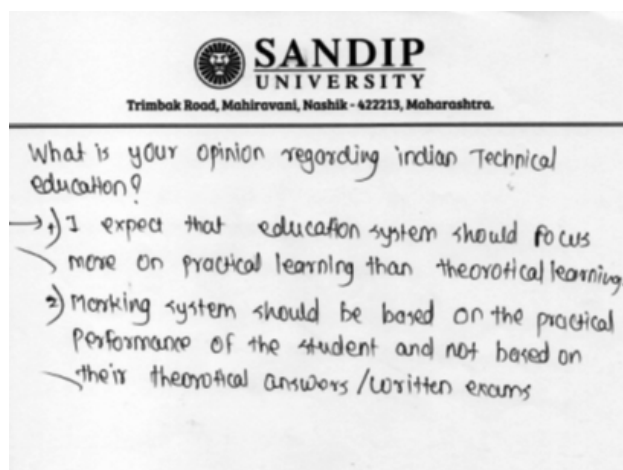 SANDIP
UNIVERSITY
Trimbak Road, Mahiravani, Nashik - 422213, Maharashtra.
What is your opinion regarding indian Technical
education?
→ 1) I expect that education system should focus
more on practical learning than theorotical learning
2) Marking system should be based on the practical
Performance of the student and not based on
their theorotical answers / written exams